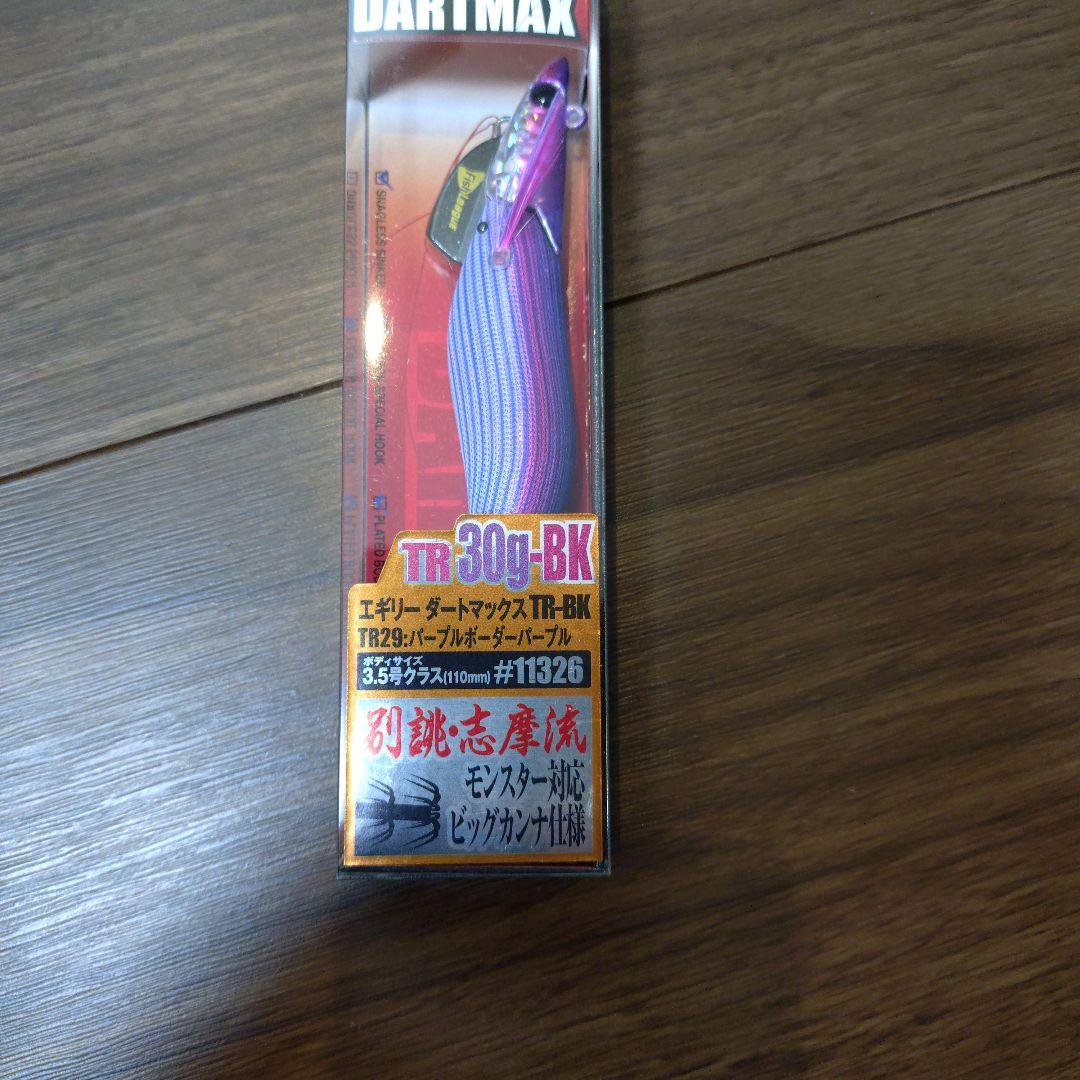 DARTMAX
FishLeague
SNAGLESS SINKER
SPECIAL HOOK
PLATED BO
TR 30g-BK
エギリー ダートマックス TR-BK
TR29:パープルボーダーパープル
ボディサイズ
3.5号クラス(110mm) #11326
別誂・志摩流
モンスター対応
ビッグカンナ仕様